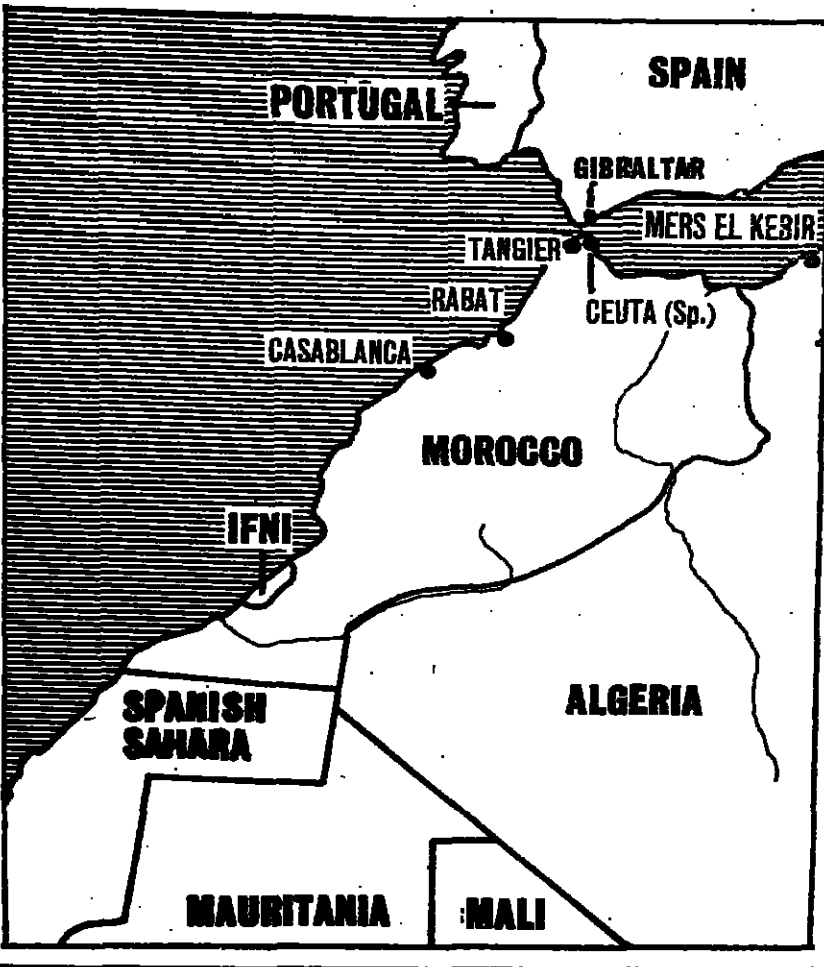 SPAIN
PORTUGAL
GIBRALTAR
MERS EL KEBIR
TANGIER
RABAT
CEUTA (Sp.)
CASABLANCA
MOROCCO
IFNI
ALGERIA
SPANISH
SAHARA
MAURITANIA
MALI